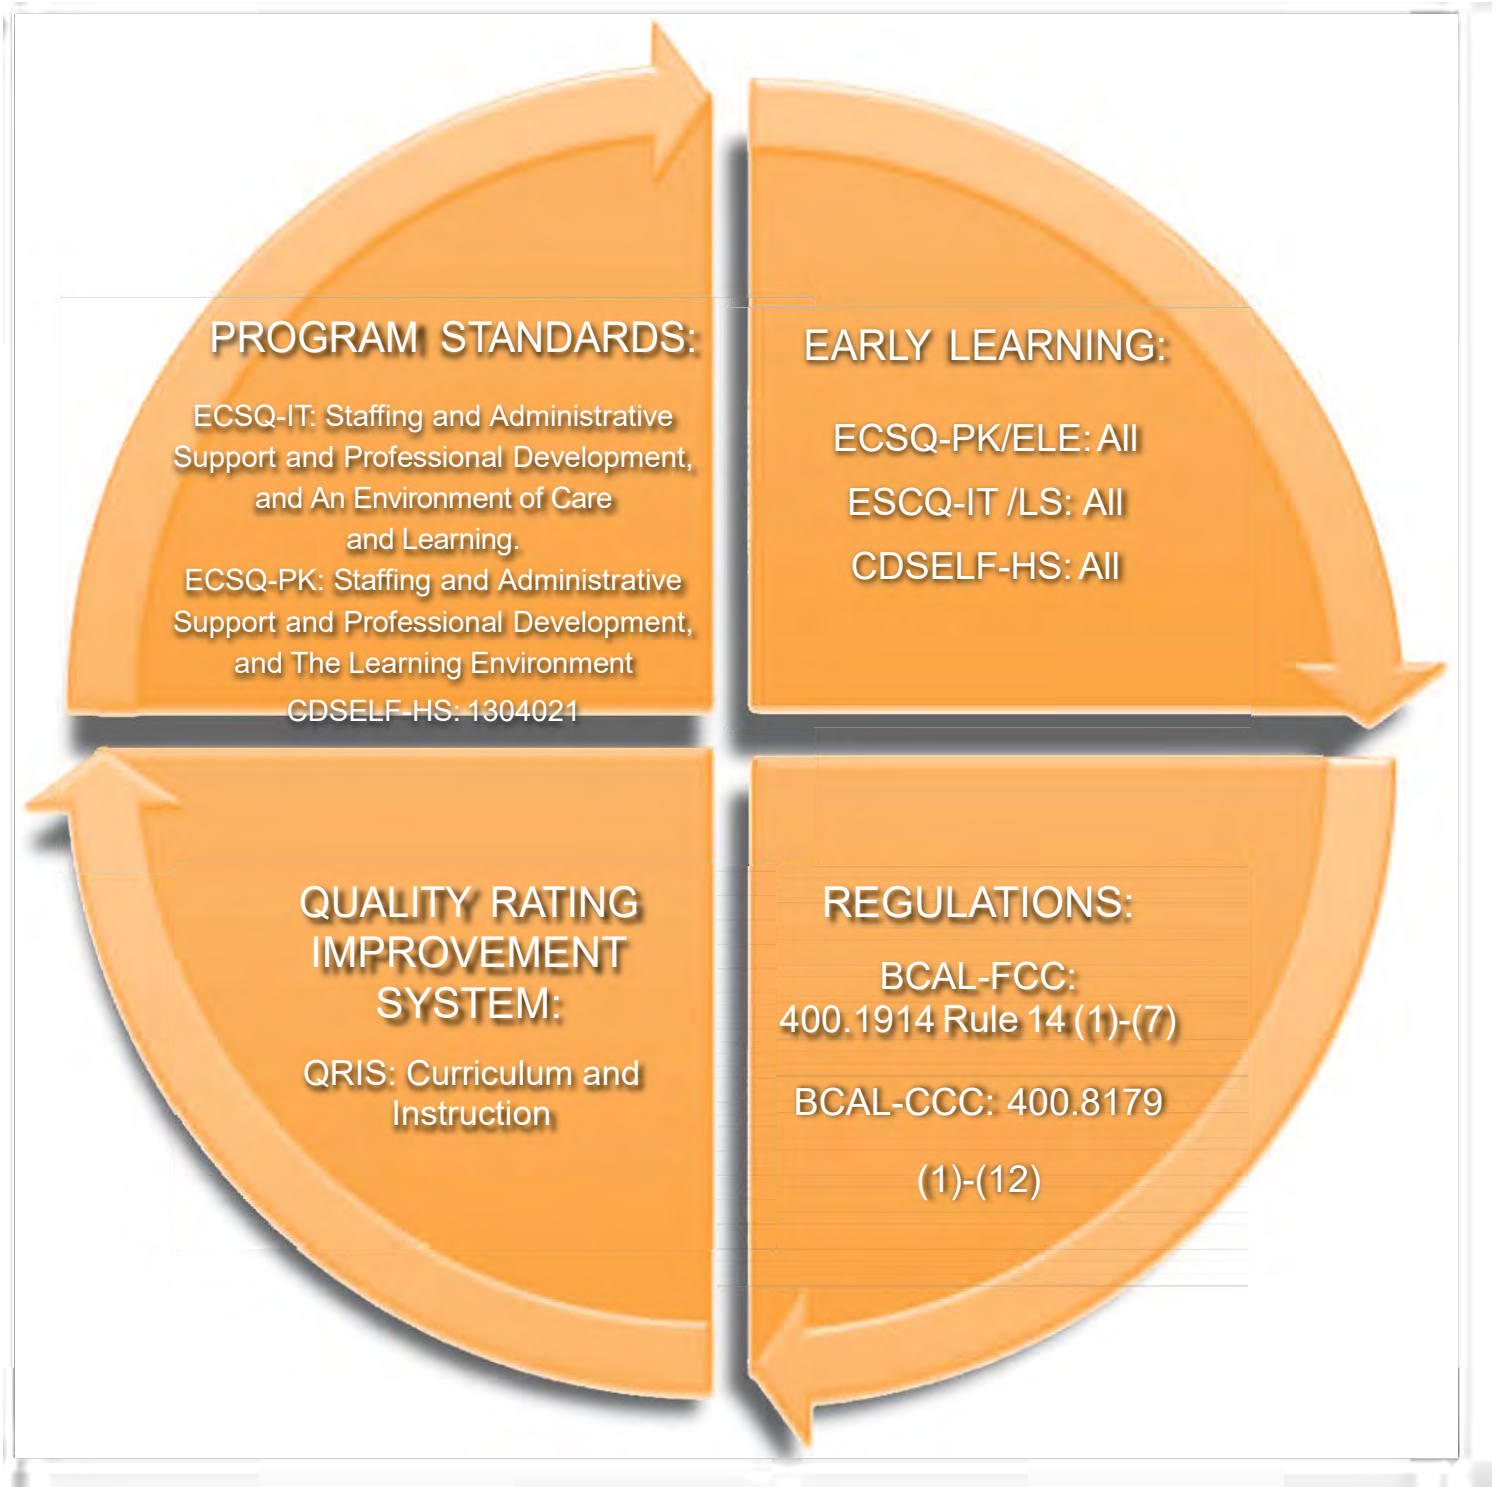 PROGRAM STANDARDS:
ECSQ-IT: Staffing and Administrative
Support and Professional Development,
and An Environment of Care
and Learning.
ECSQ-PK: Staffing and Administrative
Support and Professional Development,
and The Learning Environment
CDSELF-HS: 1304021
EARLY LEARNING:
ECSQ-PK/ELE: All
ESCQ-IT /LS: All
CDSELF-HS: All
QUALITY RATING
IMPROVEMENT
SYSTEM:
QRIS: Curriculum and
Instruction
REGULATIONS:
BCAL-FCC:
400.1914 Rule 14 (1)-(7)
BCAL-CCC: 400.8179
(1)-(12)